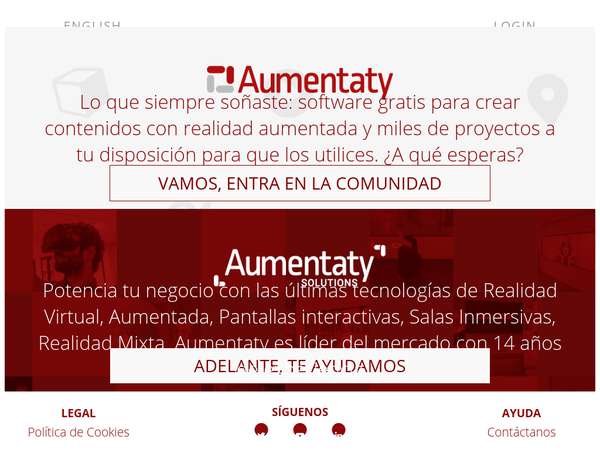 ENGLISH
LOGIN
Aumentaty
Lo que siempre soñaste: software gratis para crear
contenidos con realidad aumentada y miles de proyectos a
tu disposición para que los utilices. ¿A qué esperas?
VAMOS, ENTRA EN LA COMUNIDAD
Aumentaty
SOLUTIONS
Potencia tu negocio con las últimas tecnologías de Realidad
Virtual, Aumentada, Pantallas interactivas, Salas Inmersivas,
Realidad Mixta. Aumentaty es líder del mercado con 14 años
ADELANTE, TE AYUDAMOS
LEGAL
SÍGUENOS
AYUDA
Política de Cookies
Contáctanos